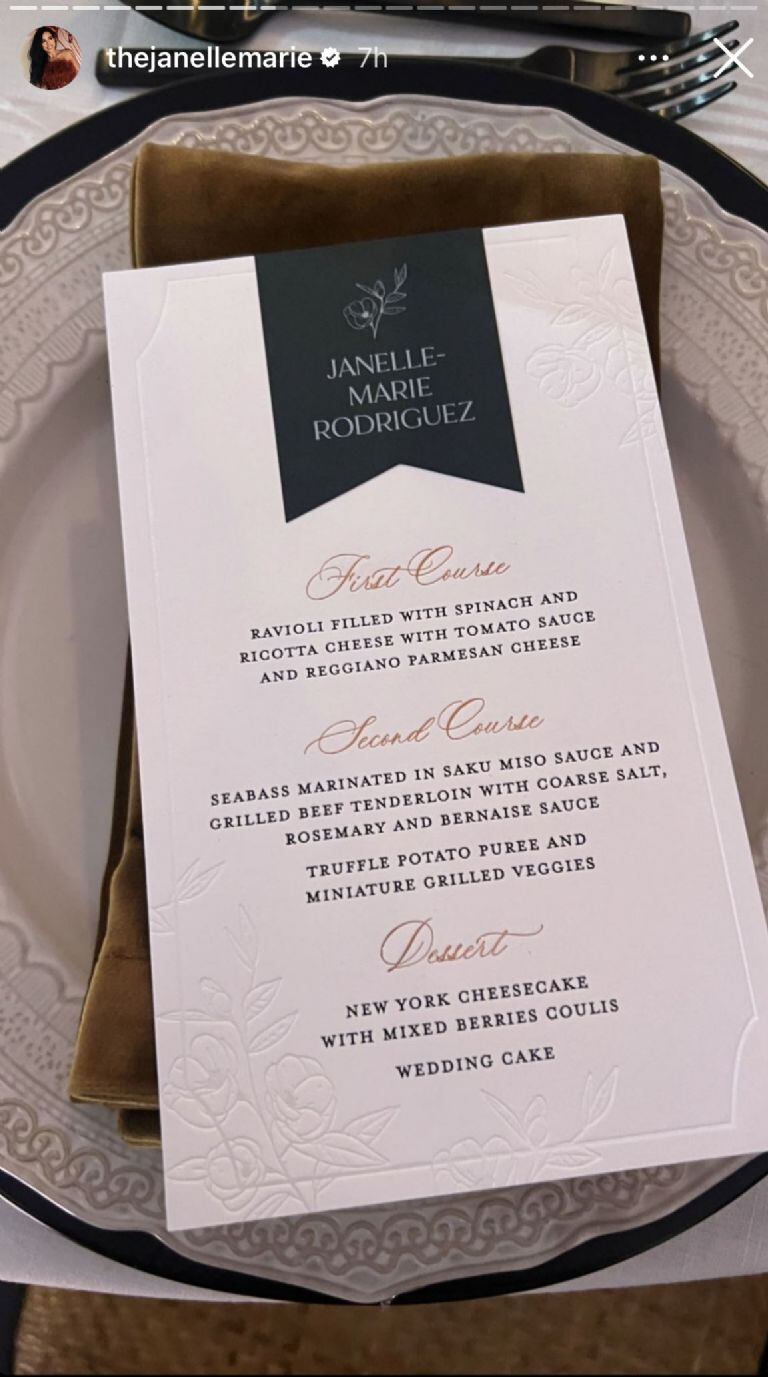 thejanellemarie 7h
JANELLE-
MARIE
RODRIGUEZ
First Course
RAVIOLI FILLED WITH SPINACH AND
RICOTTA CHEESE WITH TOMATO SAUCE
AND REGGIANO PARMESAN CHEESE
Second Course
SEABASS MARINATED IN SAKU MISO SAUCE AND
GRILLED BEEF TENDERLOIN WITH COARSE SALT,
ROSEMARY AND BERNAISE SAUCE
TRUFFLE POTATO PUREE AND
MINIATURE GRILLED VEGGIES
Dessert
NEW YORK CHEESECAKE
WITH MIXED BERRIES COULIS
WEDDING CAKE